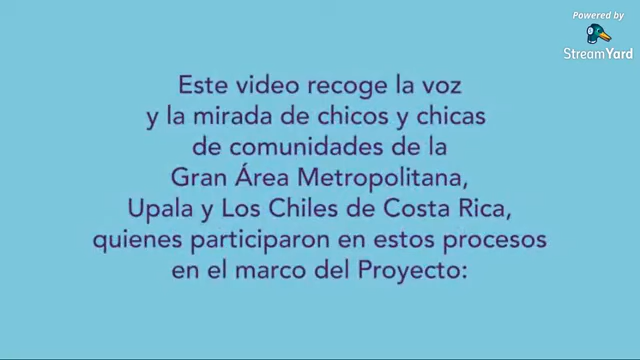 Powered by
StreamYard
Este video recoge la voz
y la mirada de chicos y chicas
de comunidades de la
Gran Área Metropolitana,
Upala y Los Chiles de Costa Rica,
quienes participaron en estos procesos
en el marco del Proyecto: